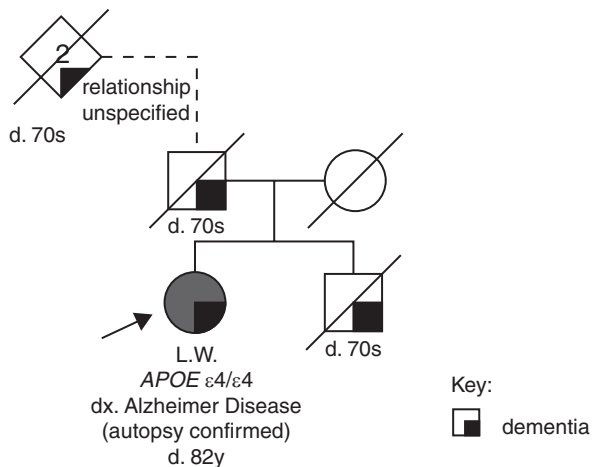 2
relationship
unspecified
d. 70s
d. 70s
L.W.
APOE ε4/ε4
dx. Alzheimer Disease
(autopsy confirmed)
d. 82y
d. 70s
Key:
dementia